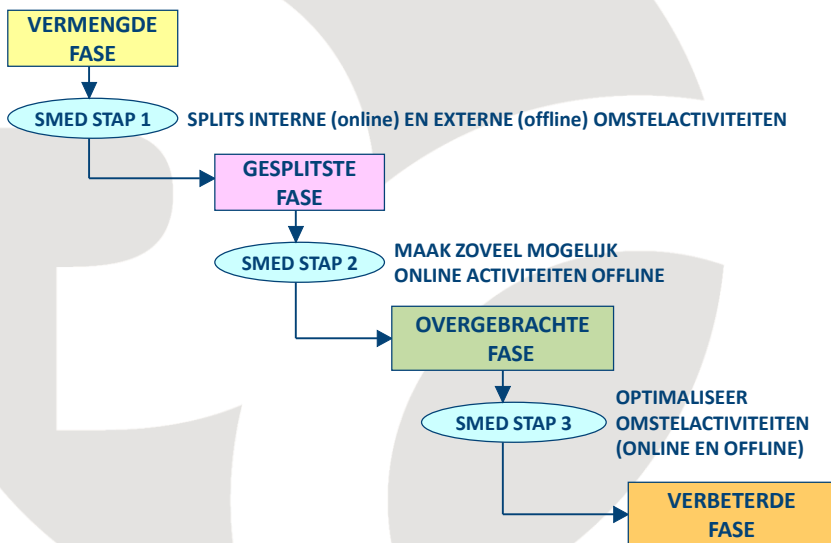 VERMENGDE
FASE
SMED STAP 1
SPLITS INTERNE (online) EN EXTERNE (offline) OMSTELACTIVITEITEN
GESPLITSTE
FASE
SMED STAP 2
MAAK ZOVEEL MOGELIJK
ONLINE ACTIVITEITEN OFFLINE
OVERGEBRACHTE
FASE
SMED STAP 3
OPTIMALISEER
OMSTELACTIVITEITEN
(ONLINE EN OFFLINE)
VERBETERDE
FASE